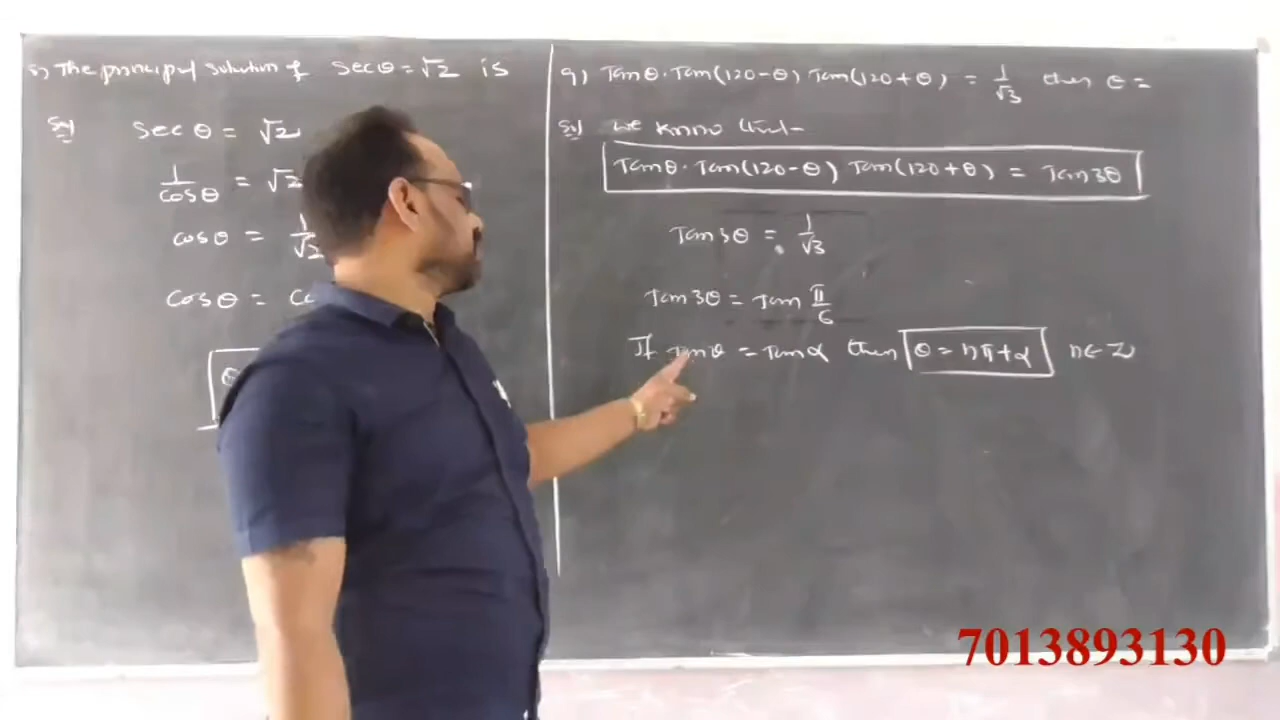 The principal solution of secθ = √2 is
Sol
secθ = √2
1/cosθ = √2
cosθ = 1/√2
cosθ =
9) Tanθ·Tan(120-θ) Tan(120+θ) = 1/√3 then θ =
Sol we know that
Tanθ·Tan(120-θ) Tan(120+θ) = Tan3θ
Tan3θ = 1/√3
Tan3θ = Tan π/6
If Tanθ = Tanα then θ = nπ+α n∈Z
7013893130